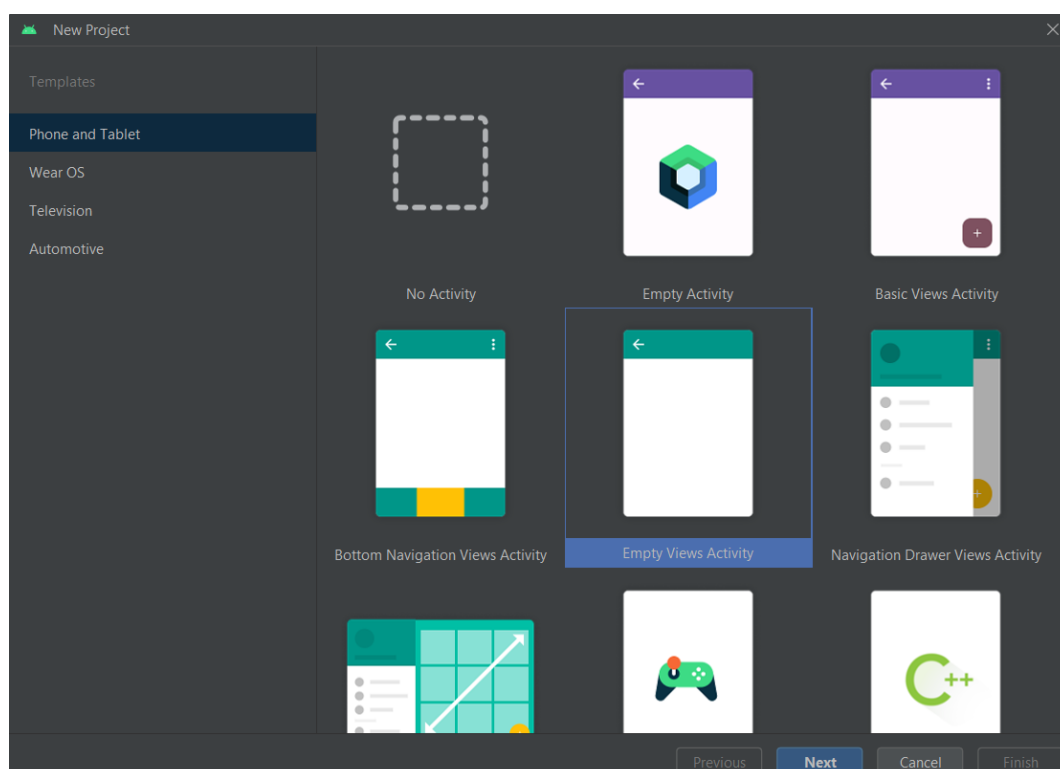 New Project
Templates
Phone and Tablet
Wear OS
Television
Automotive
No Activity
Empty Activity
Basic Views Activity
Bottom Navigation Views Activity
Empty Views Activity
Navigation Drawer Views Activity
C++
Previous
Next
Cancel
Finish